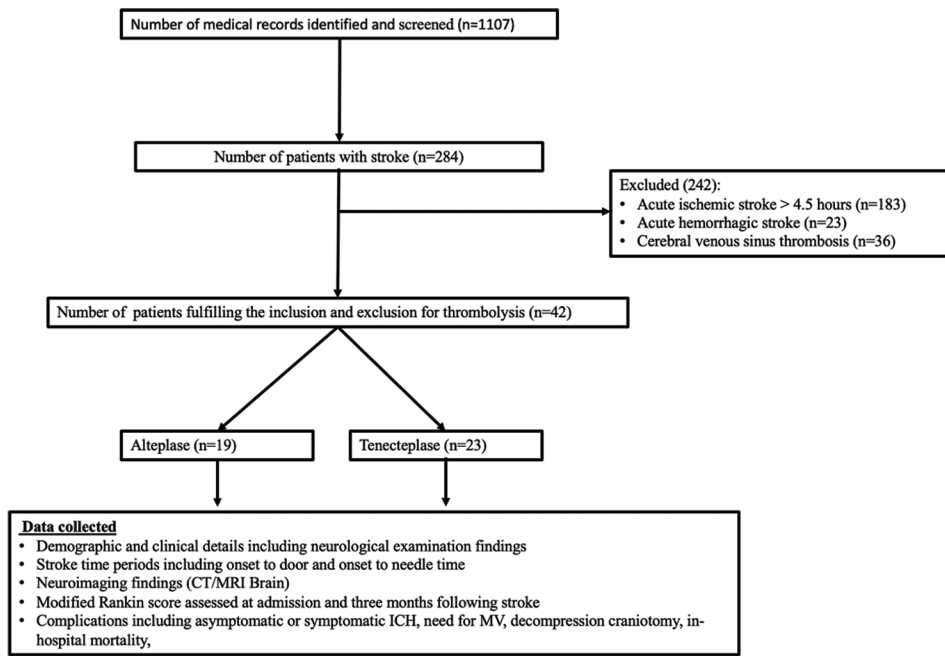 Number of medical records identified and screened (n=1107)
Number of patients with stroke (n=284)
Excluded (242):
• Acute ischemic stroke > 4.5 hours (n=183)
• Acute hemorrhagic stroke (n=23)
• Cerebral venous sinus thrombosis (n=36)
Number of patients fulfilling the inclusion and exclusion for thrombolysis (n=42)
Alteplase (n=19)
Tenecteplase (n=23)
Data collected
• Demographic and clinical details including neurological examination findings
• Stroke time periods including onset to door and onset to needle time
• Neuroimaging findings (CT/MRI Brain)
• Modified Rankin score assessed at admission and three months following stroke
• Complications including asymptomatic or symptomatic ICH, need for MV, decompression craniotomy, in-
hospital mortality,